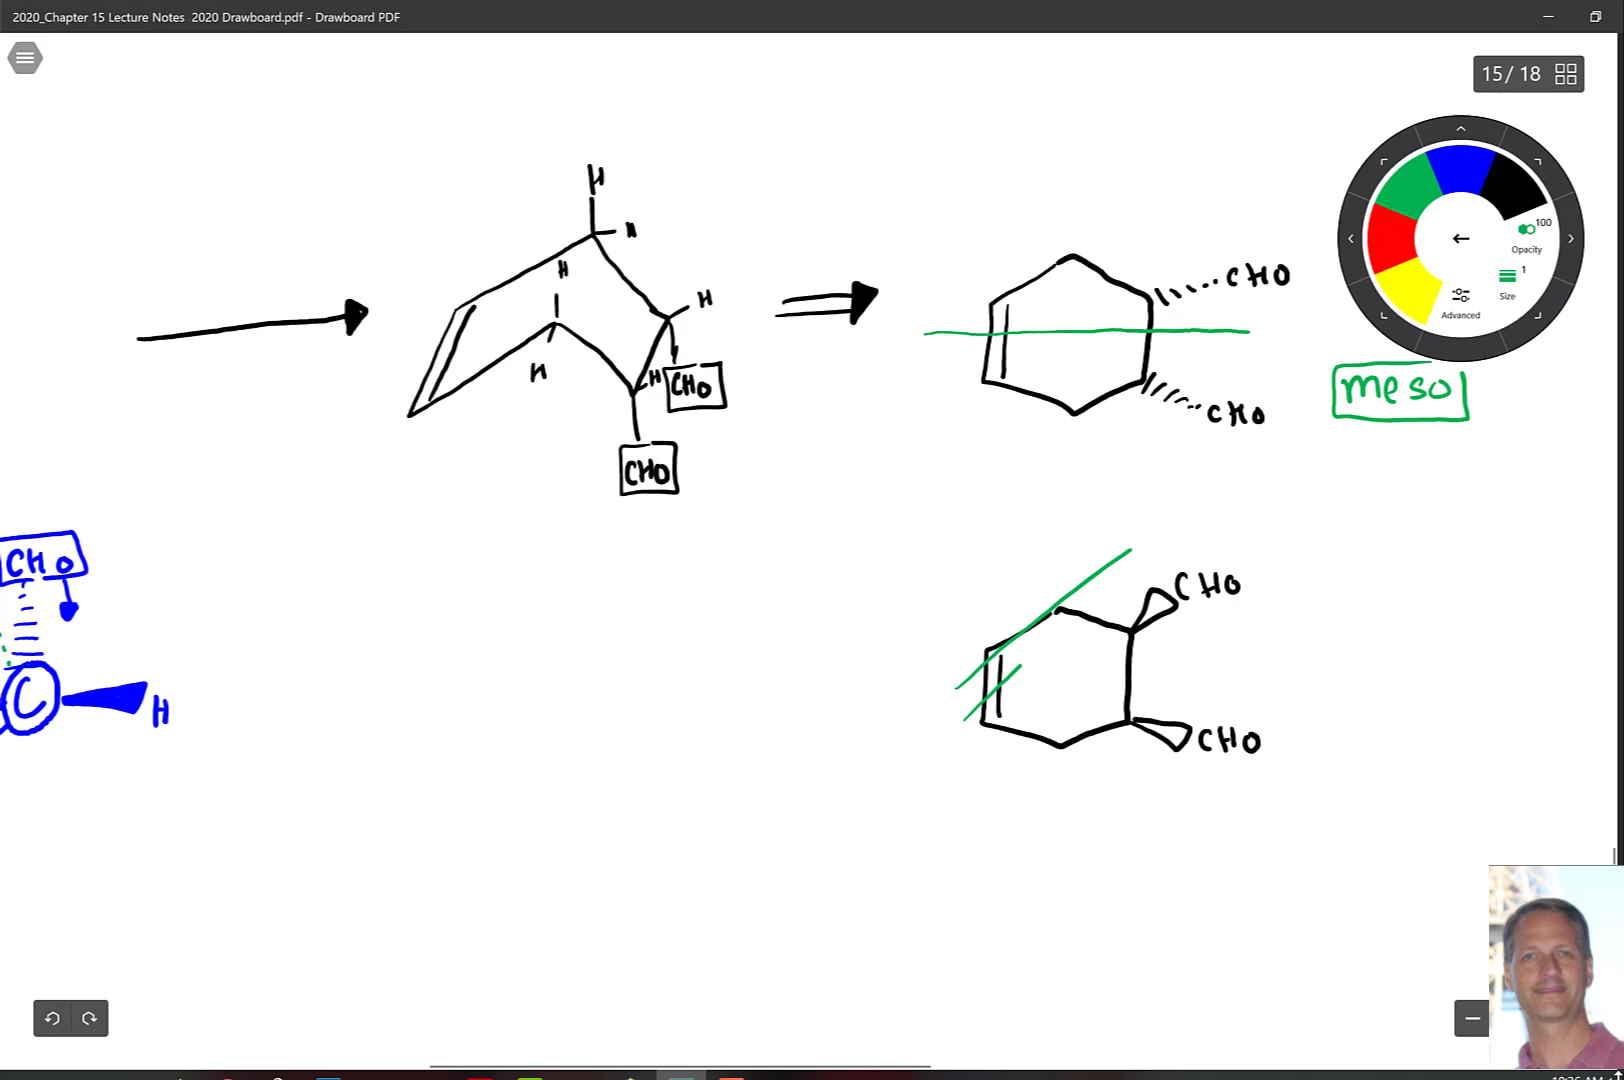 2020_Chapter 15 Lecture Notes 2020 Drawboard.pdf - Drawboard PDF
15 / 18
100
Opacity
1
Size
Advanced
H
H
H
H
H
CHO
CHO
CHO
CHO
meso
CHO
C
H
CHO
CHO